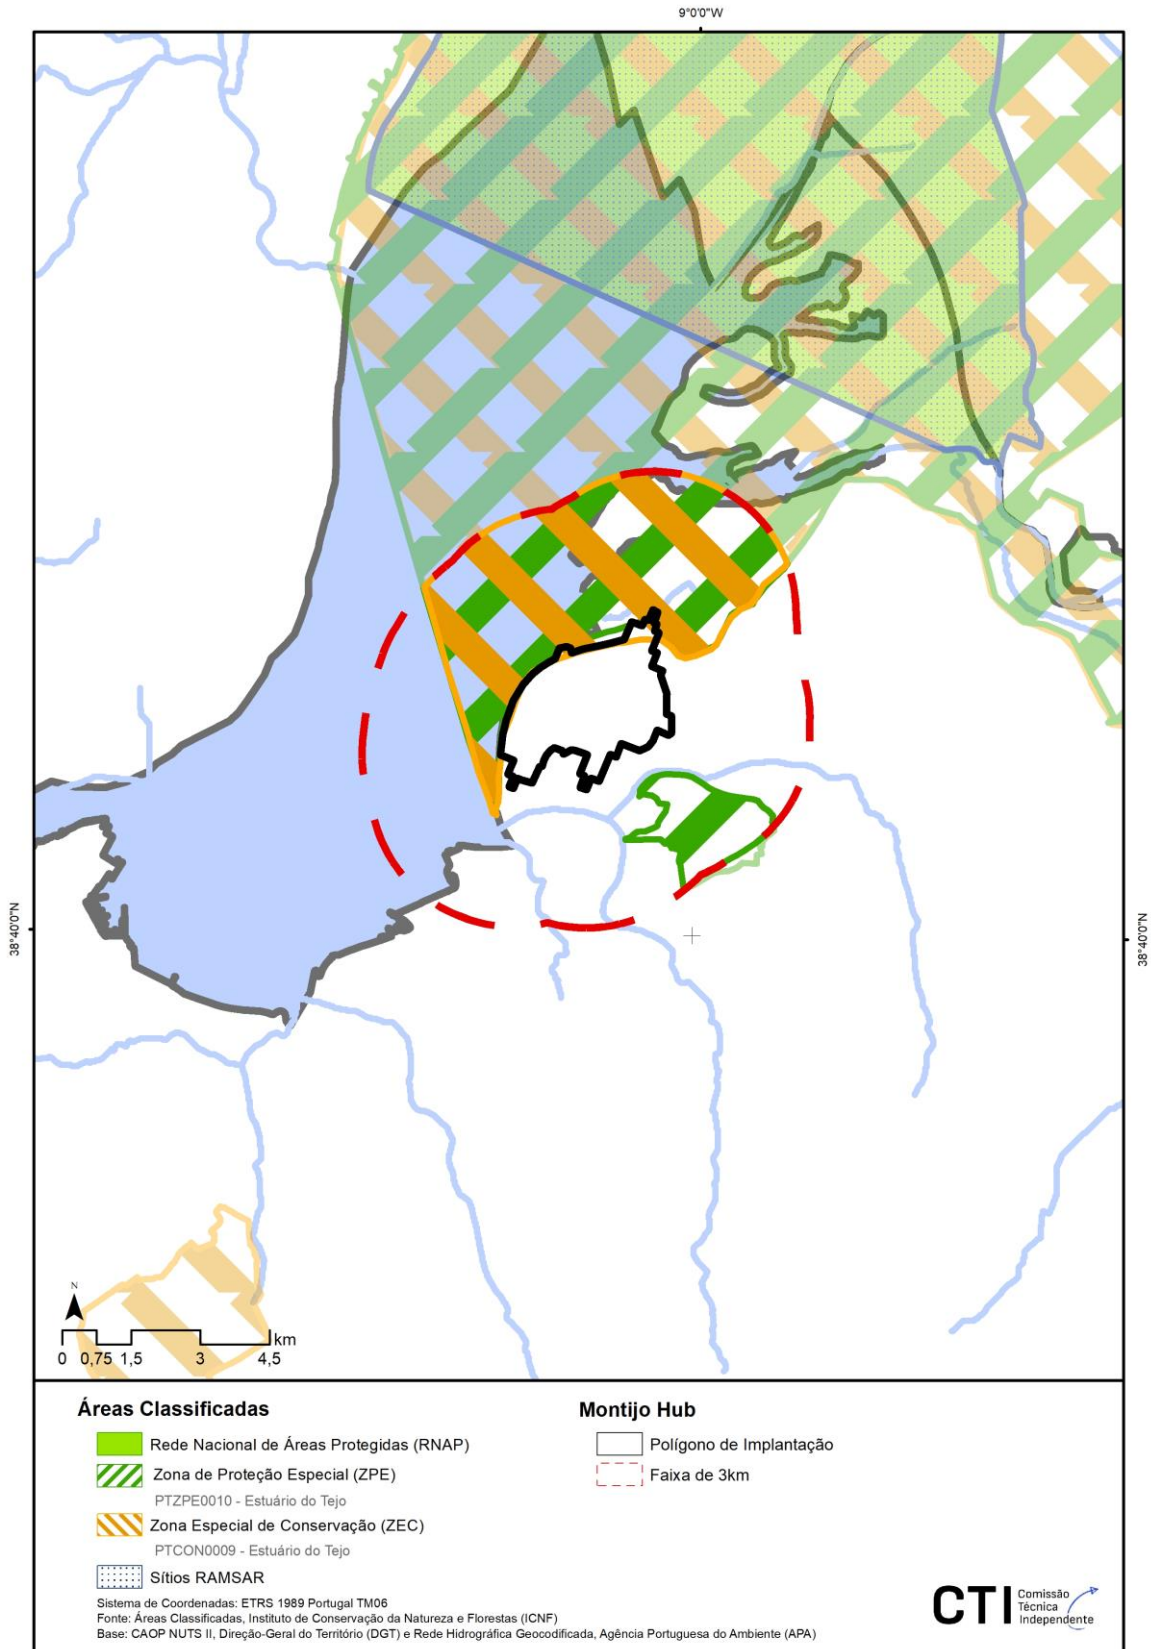 9°0'0"W
38°40'0"N
38°40'0"N
N
km
0 0,75 1,5 3 4,5
Áreas Classificadas
Rede Nacional de Áreas Protegidas (RNAP)
Zona de Proteção Especial (ZPE)
PTZPE0010 - Estuário do Tejo
Zona Especial de Conservação (ZEC)
PTCON0009 - Estuário do Tejo
Sítios RAMSAR
Montijo Hub
Polígono de Implantação
Faixa de 3km
Sistema de Coordenadas: ETRS 1989 Portugal TM06
Fonte: Áreas Classificadas, Instituto de Conservação da Natureza e Florestas (ICNF)
Base: CAOP NUTS II, Direção-Geral do Território (DGT) e Rede Hidrográfica Geocodificada, Agência Portuguesa do Ambiente (APA)
CTI
Comissão
Técnica
Independente